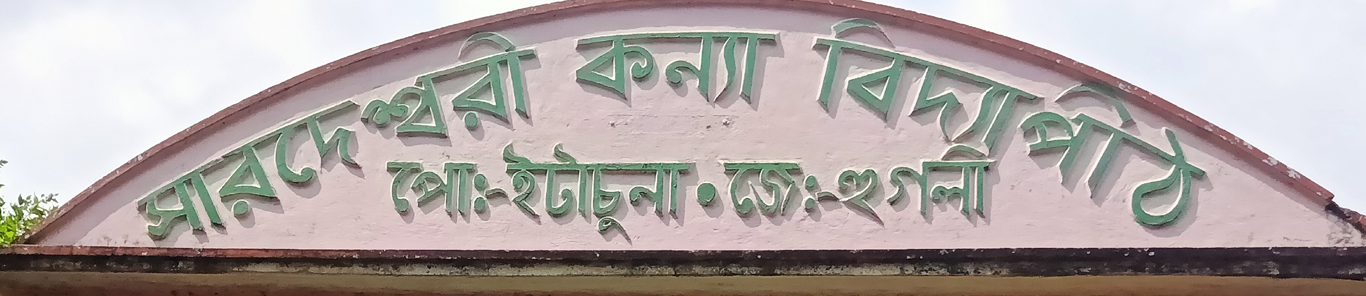 সারদেশ্বরী কন্যা বিদ্যাপীঠ
পোঃ-ইটাচুনা • জেঃ-হুগলী